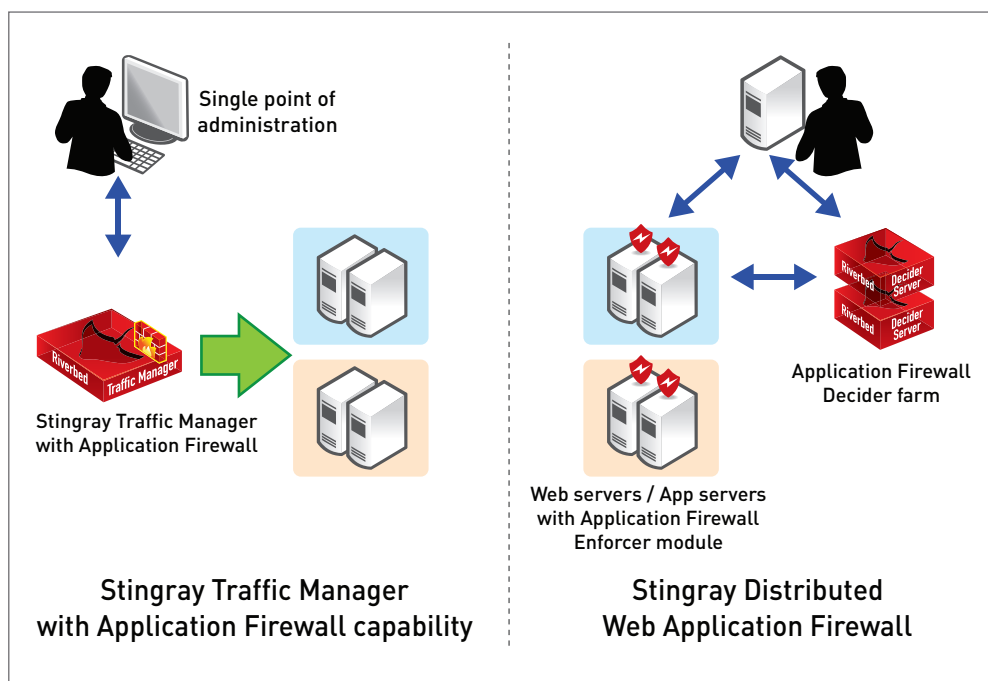 Single point of
administration
Riverbed
Traffic Manager
Stingray Traffic Manager
with Application Firewall
Stingray Traffic Manager
with Application Firewall capability
Riverbed
Decider
Server
Riverbed
Decider
Server
Application Firewall
Decider farm
Web servers / App servers
with Application Firewall
Enforcer module
Stingray Distributed
Web Application Firewall